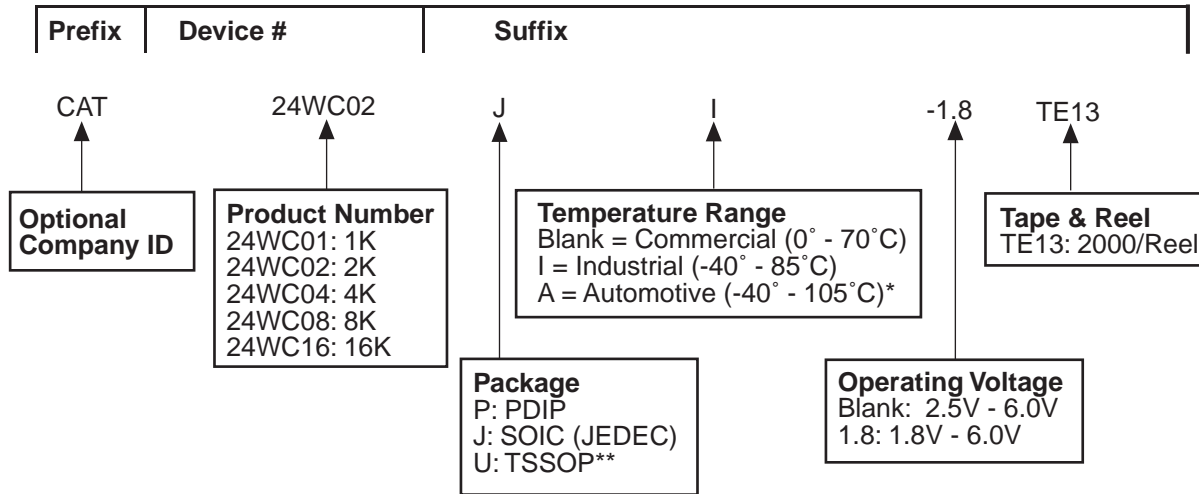 Prefix Device # Suffix
CAT 24WC02 J I -1.8 TE13
Optional
Company ID
Product Number
24WC01: 1K
24WC02: 2K
24WC04: 4K
24WC08: 8K
24WC16: 16K
Temperature Range
Blank = Commercial (0˚ - 70˚C)
I = Industrial (-40˚ - 85˚C)
A = Automotive (-40˚ - 105˚C)*
Tape & Reel
TE13: 2000/Reel
Package
P: PDIP
J: SOIC (JEDEC)
U: TSSOP**
Operating Voltage
Blank: 2.5V - 6.0V
1.8: 1.8V - 6.0V